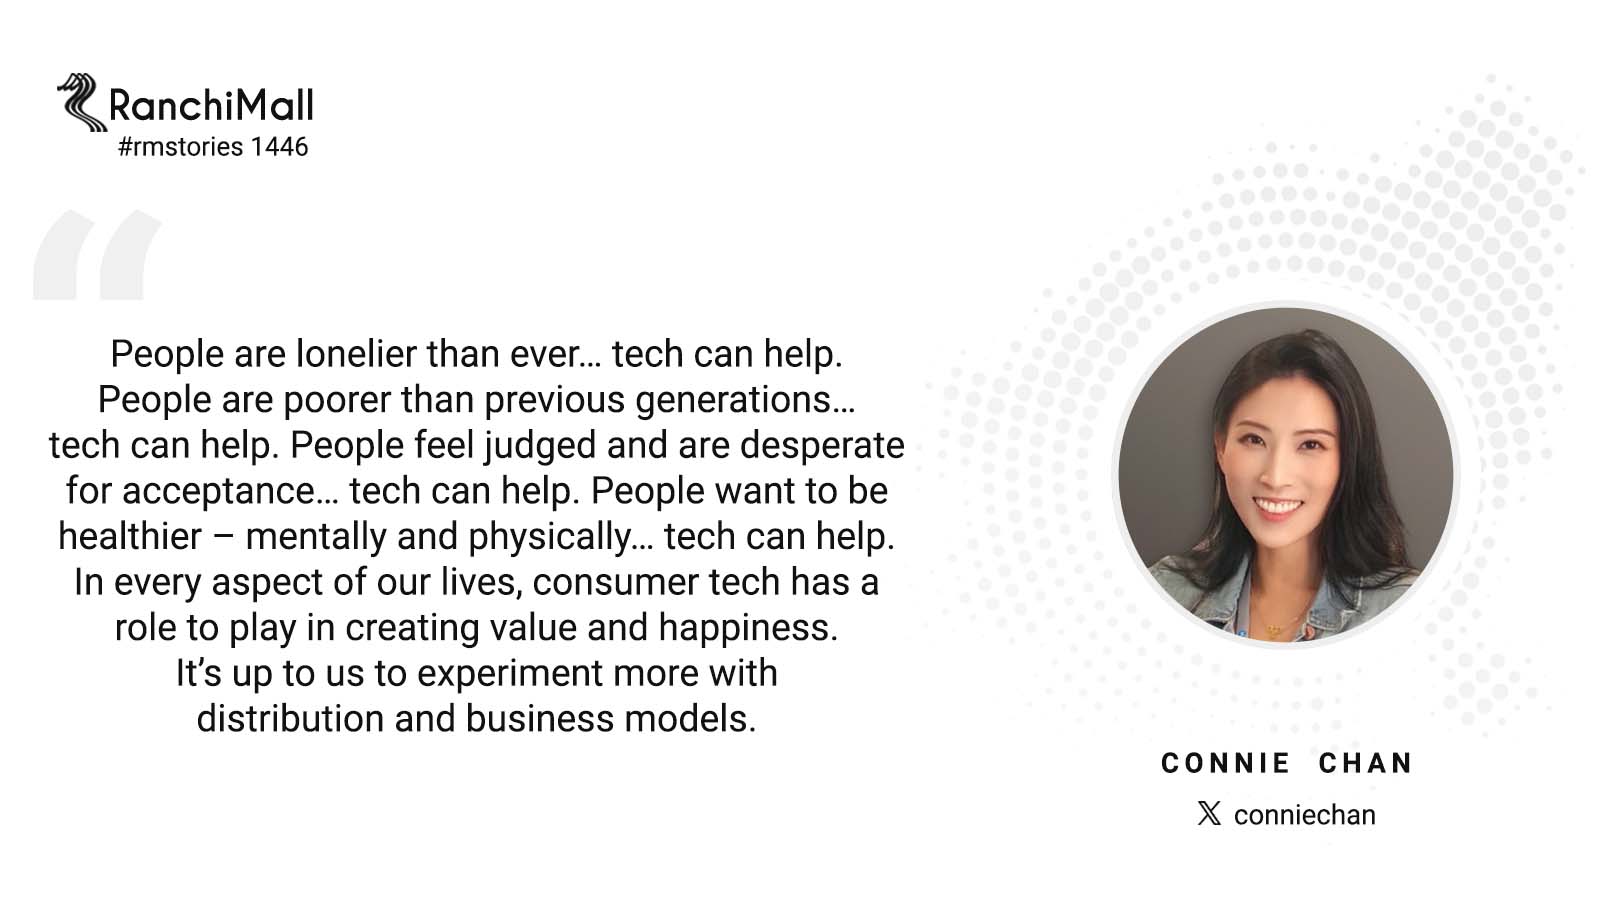 RanchiMall
#rmstories 1446
“
People are lonelier than ever… tech can help.
People are poorer than previous generations…
tech can help. People feel judged and are desperate
for acceptance… tech can help. People want to be
healthier – mentally and physically… tech can help.
In every aspect of our lives, consumer tech has a
role to play in creating value and happiness.
It’s up to us to experiment more with
distribution and business models.
CONNIE CHAN
X conniechan